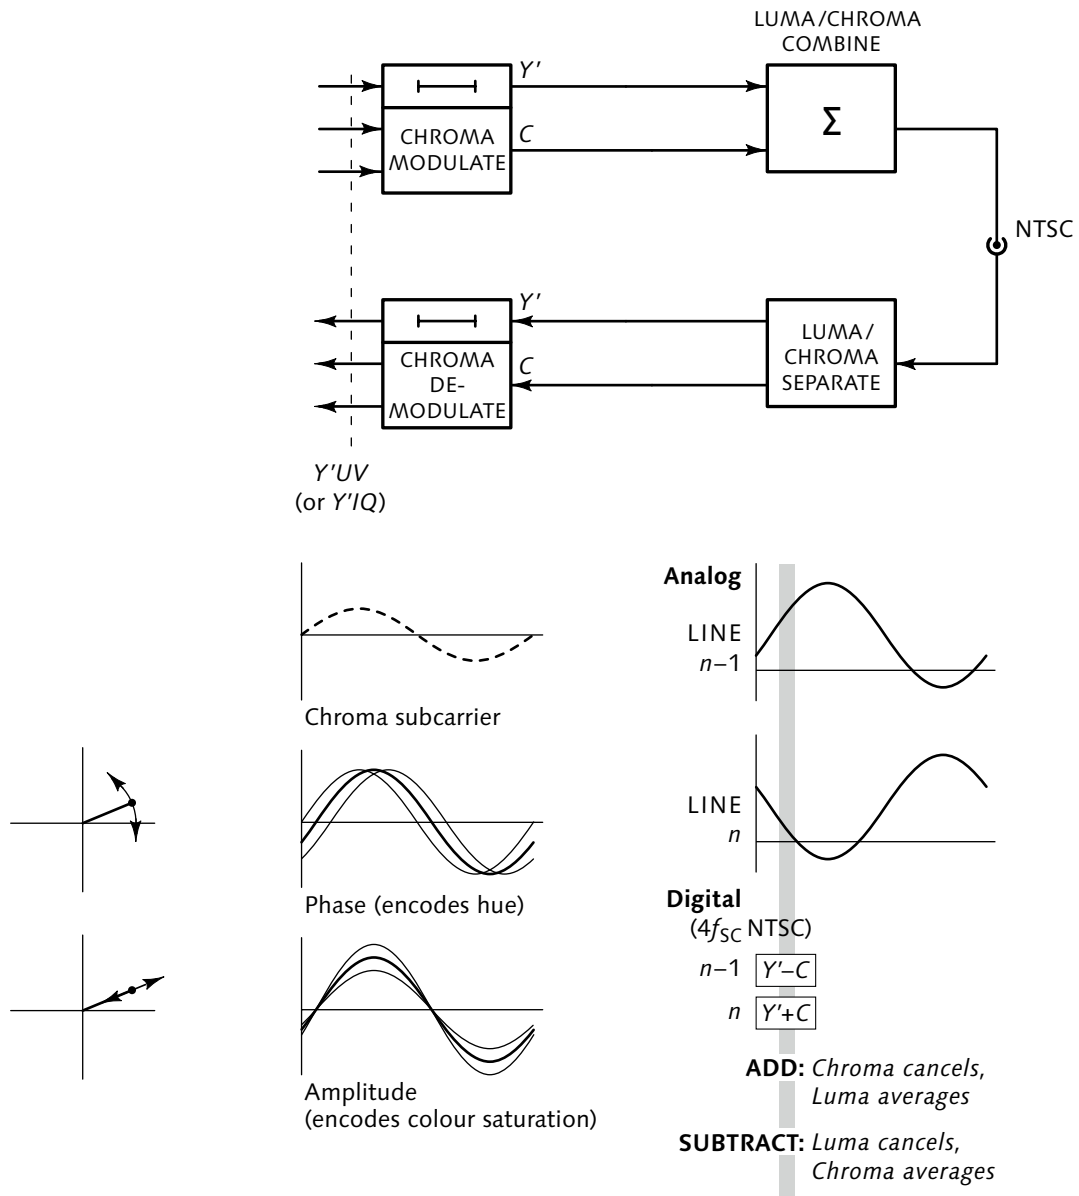 LUMA/CHROMA
COMBINE
Y'
CHROMA
MODULATE
C
Σ
NTSC
Y'
CHROMA
DE-
MODULATE
C
LUMA/
CHROMA
SEPARATE
Y'UV
(or Y'IQ)
Chroma subcarrier
Phase (encodes hue)
Amplitude
(encodes colour saturation)
Analog
LINE
n–1
LINE
n
Digital
(4fSC NTSC)
n–1 Y'–C
n Y'+C
ADD: Chroma cancels,
Luma averages
SUBTRACT: Luma cancels,
Chroma averages